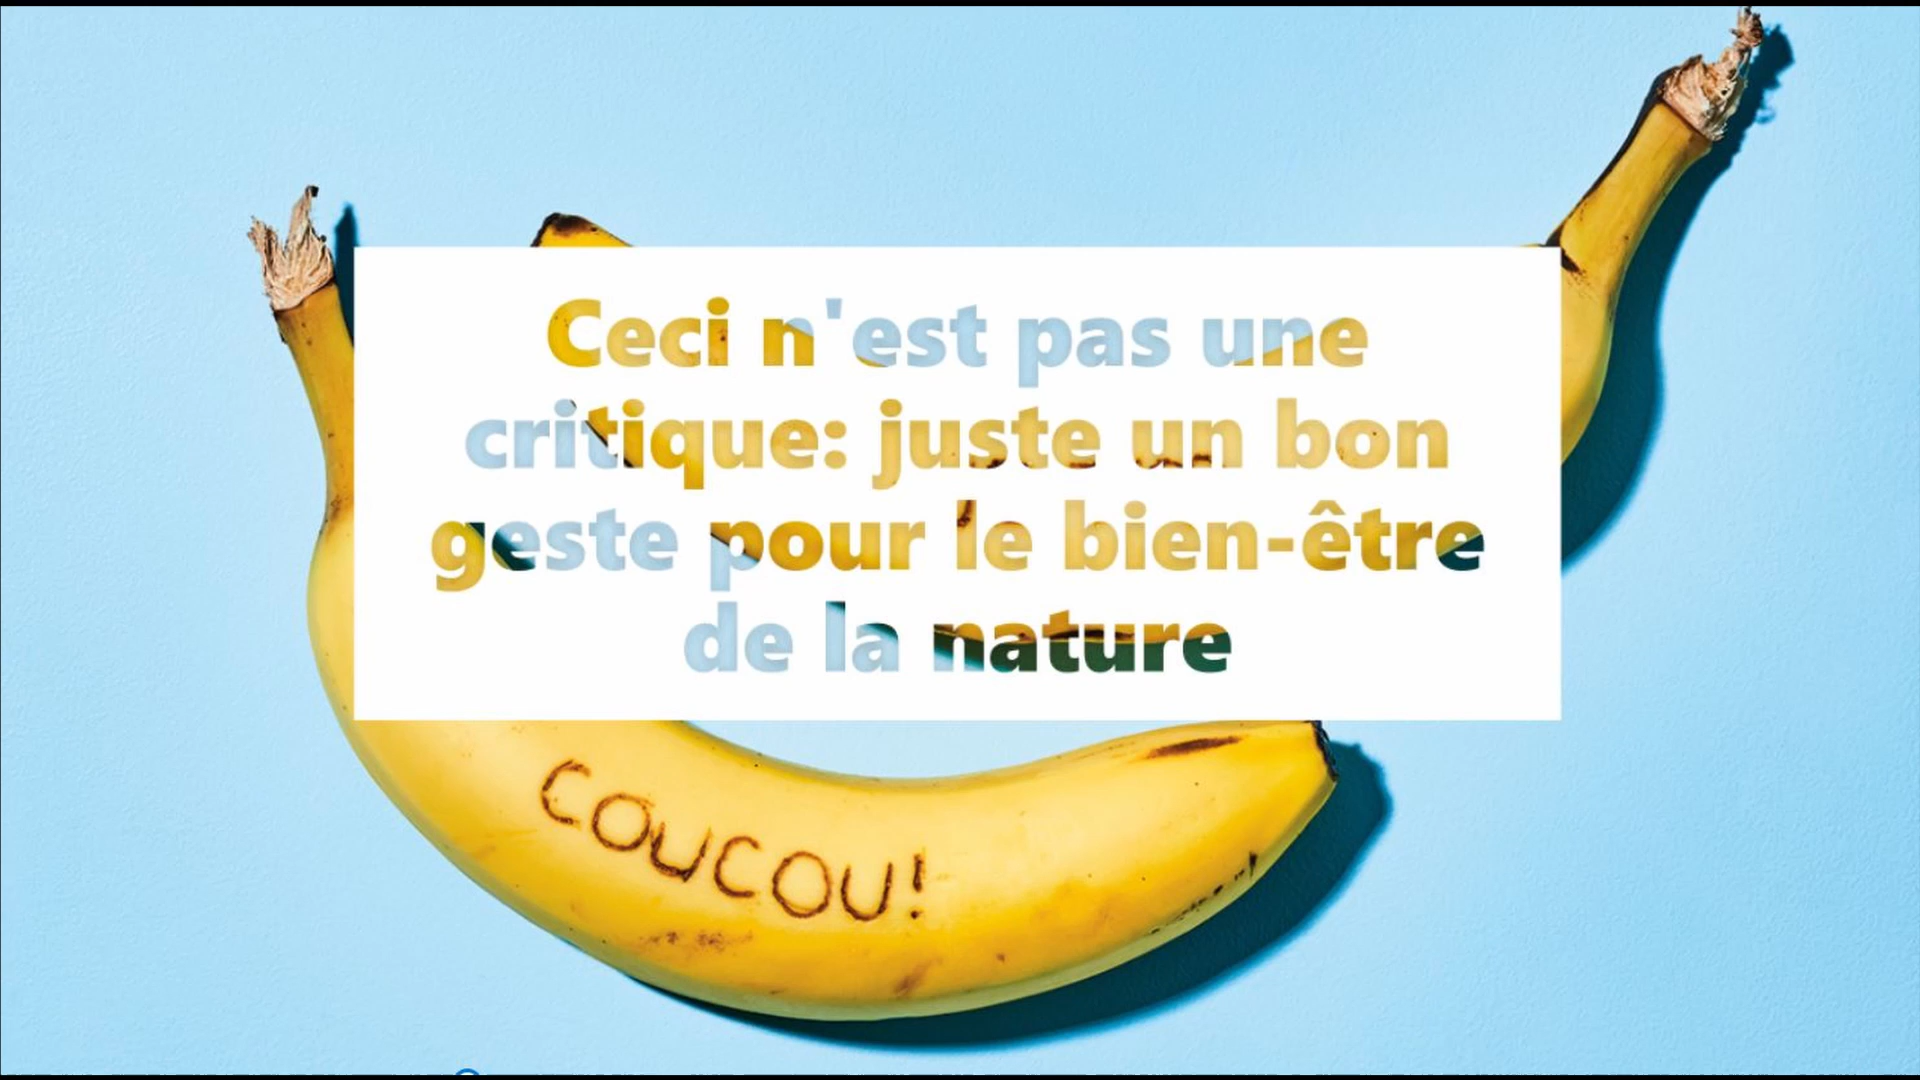 Ceci n'est pas une
critique: juste un bon
geste pour le bien-être
de la nature
COUCOU!